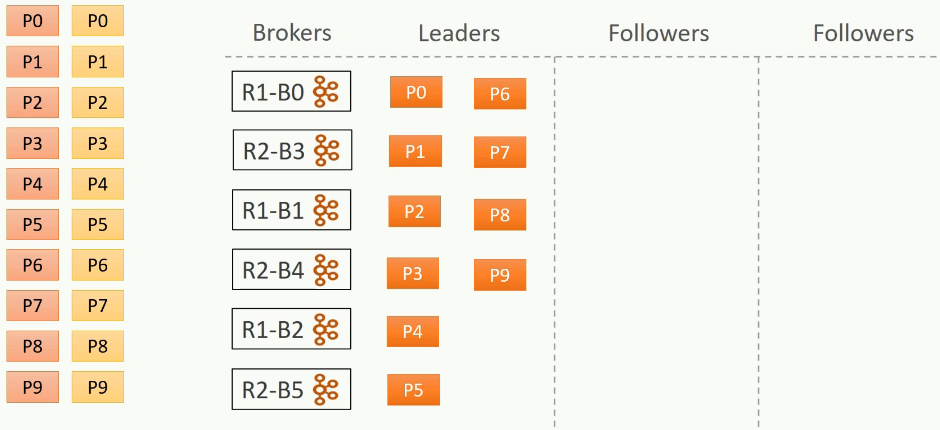 P0 P0
P1 P1
P2 P2
P3 P3
P4 P4
P5 P5
P6 P6
P7 P7
P8 P8
P9 P9
Brokers Leaders Followers Followers
R1-B0 P0 P6
R2-B3 P1 P7
R1-B1 P2 P8
R2-B4 P3 P9
R1-B2 P4
R2-B5 P5